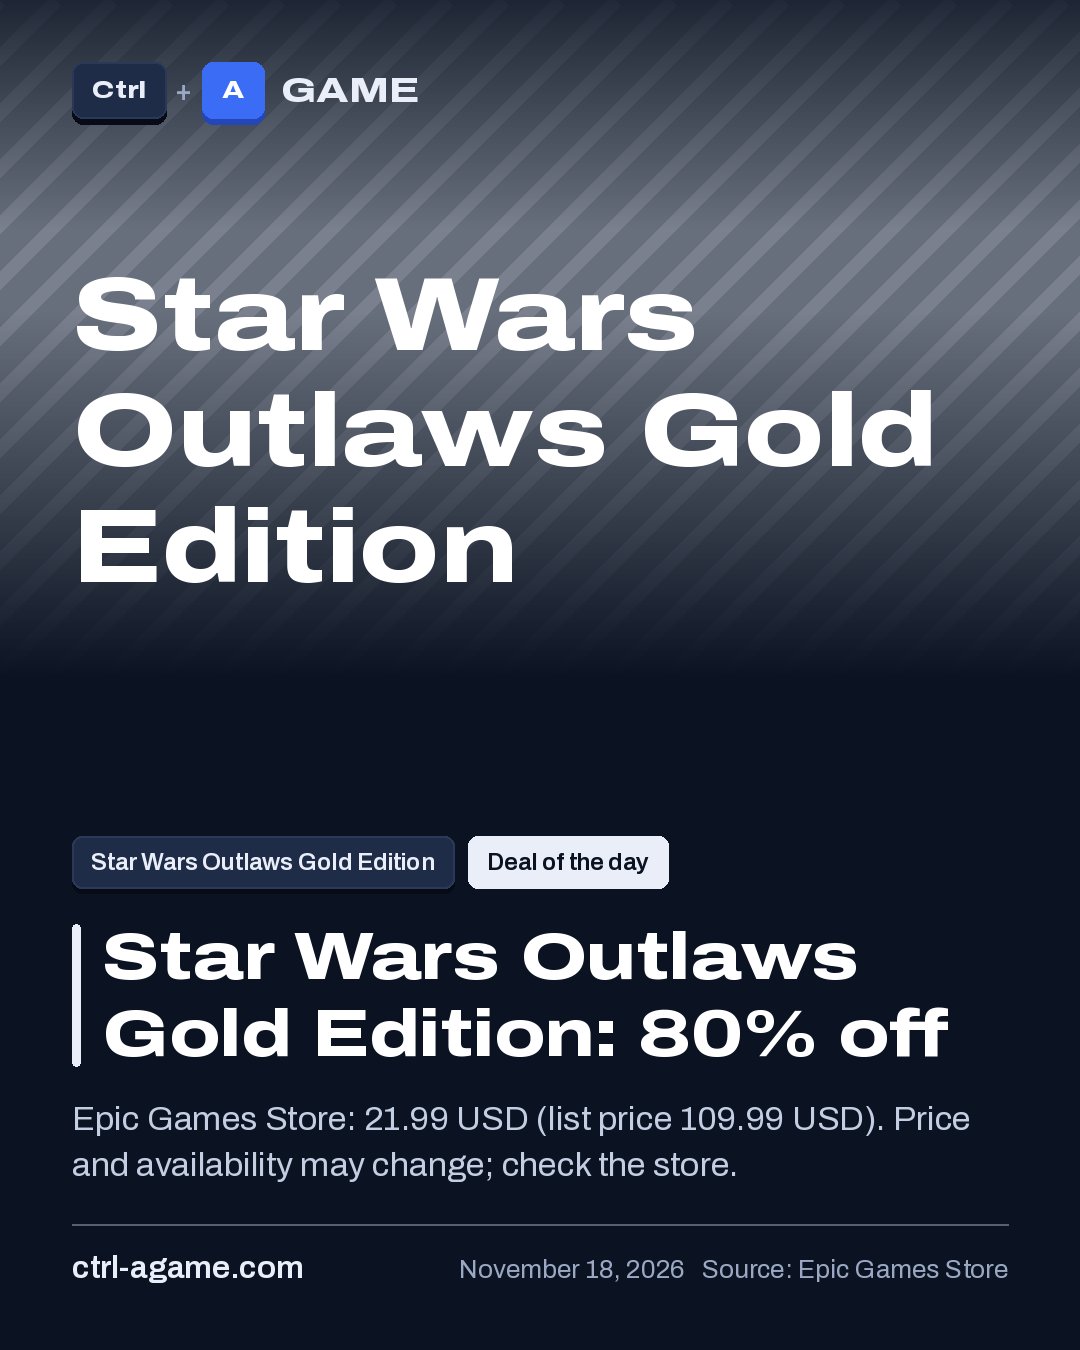 Ctrl + A GAME
Star Wars
Outlaws Gold
Edition
Star Wars Outlaws Gold Edition Deal of the day
Star Wars Outlaws
Gold Edition: 80% off
Epic Games Store: 21.99 USD (list price 109.99 USD). Price
and availability may change; check the store.
ctrl-agame.com November 18, 2026 Source: Epic Games Store